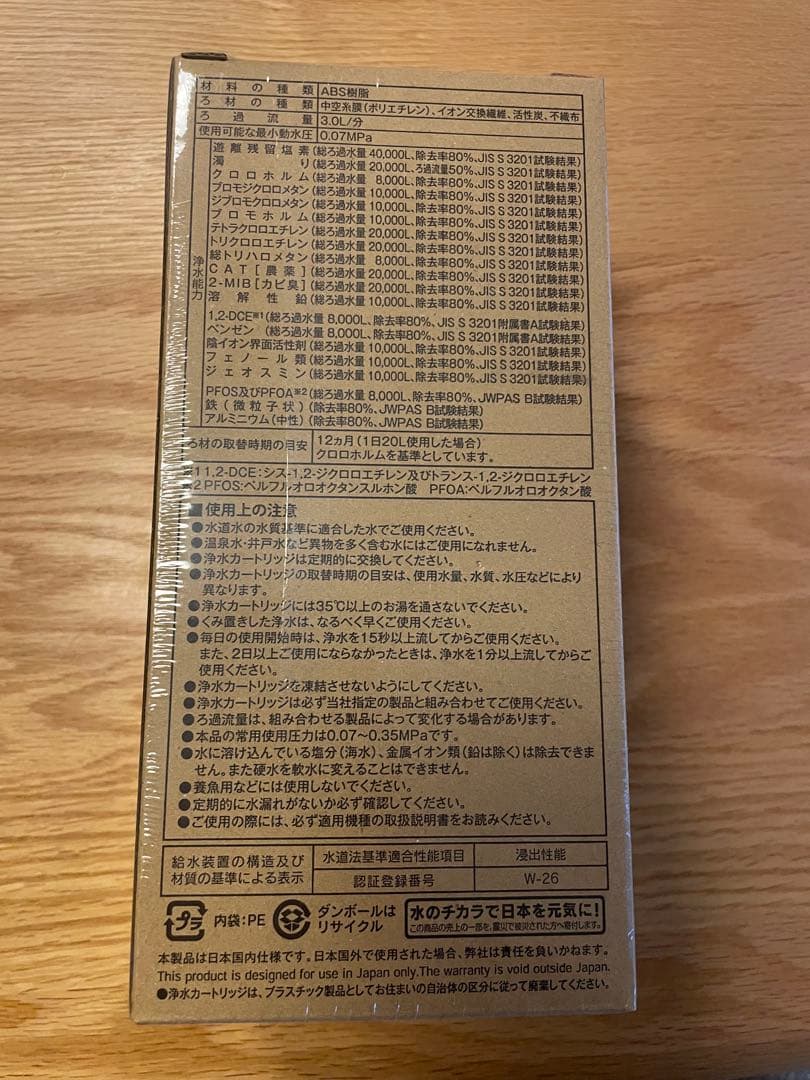 材料の種類 ABS樹脂
ろ材の種類 中空糸膜(ポリエチレン)、イオン交換繊維、活性炭、不織布
ろ過流量 3.0L/分
使用可能な最小動水圧 0.07MPa
浄水能力
遊離残留塩素(総ろ過水量 40,000L、除去率80%、JIS S 3201試験結果)
濁り(総ろ過水量 20,000L、ろ過流量50%、JIS S 3201試験結果)
クロロホルム(総ろ過水量 8,000L、除去率80%、JIS S 3201試験結果)
ブロモジクロロメタン(総ろ過水量 10,000L、除去率80%、JIS S 3201試験結果)
ジブロモクロロメタン(総ろ過水量 10,000L、除去率80%、JIS S 3201試験結果)
ブロモホルム(総ろ過水量 10,000L、除去率80%、JIS S 3201試験結果)
テトラクロロエチレン(総ろ過水量 20,000L、除去率80%、JIS S 3201試験結果)
トリクロロエチレン(総ろ過水量 20,000L、除去率80%、JIS S 3201試験結果)
総トリハロメタン(総ろ過水量 8,000L、除去率80%、JIS S 3201試験結果)
CAT[農薬](総ろ過水量 20,000L、除去率80%、JIS S 3201試験結果)
2-MIB[カビ臭](総ろ過水量 20,000L、除去率80%、JIS S 3201試験結果)
溶解性鉛(総ろ過水量 10,000L、除去率80%、JIS S 3201試験結果)
1,2-DCE※1(総ろ過水量 8,000L、除去率80%、JIS S 3201附属書A試験結果)
ベンゼン(総ろ過水量 8,000L、除去率80%、JIS S 3201附属書A試験結果)
陰イオン界面活性剤(総ろ過水量 10,000L、除去率80%、JIS S 3201試験結果)
フェノール類(総ろ過水量 10,000L、除去率80%、JIS S 3201試験結果)
ジェオスミン(総ろ過水量 10,000L、除去率80%、JIS S 3201試験結果)
PFOS及びPFOA※2(総ろ過水量 8,000L、除去率80%、JWPAS B試験結果)
鉄(微粒子状)(除去率80%、JWPAS B試験結果)
アルミニウム(中性)(除去率80%、JWPAS B試験結果)
ろ材の取替時期の目安 12ヵ月(1日20L使用した場合)
クロロホルムを基準としています。
※1 1,2-DCE:シス-1,2-ジクロロエチレン及びトランス-1,2-ジクロロエチレン
※2 PFOS:ペルフルオロオクタンスルホン酸 PFOA:ペルフルオロオクタン酸
■使用上の注意
●水道水の水質基準に適合した水でご使用ください。
●温泉水・井戸水など異物を多く含む水にはご使用になれません。
●浄水カートリッジは定期的に交換してください。
●浄水カートリッジの取替時期の目安は、使用水量、水質、水圧などにより
異なります。
●浄水カートリッジには35℃以上のお湯を通さないでください。
●くみ置きした浄水は、なるべく早くご使用ください。
●毎日の使用開始時は、浄水を15秒以上流してからご使用ください。
また、2日以上ご使用にならなかったときは、浄水を1分以上流してからご
使用ください。
●浄水カートリッジを凍結させないようにしてください。
●浄水カートリッジは必ず当社指定の製品と組み合わせてご使用ください。
●ろ過流量は、組み合わせる製品によって変化する場合があります。
●本品の常用使用圧力は0.07~0.35MPaです。
●水に溶け込んでいる塩分(海水)、金属イオン類(鉛は除く)は除去できま
せん。また硬水を軟水に変えることはできません。
●養魚用などには使用しないでください。
●定期的に水漏れがないか必ず確認してください。
●ご使用の際には、必ず適用機種の取扱説明書をお読みください。
給水装置の構造及び 水道法基準適合性能項目 浸出性能
材質の基準による表示 認証登録番号 W-26
プラ 内袋:PE ダンボールは
リサイクル
水のチカラで日本を元気に!
この商品の売上の一部を、震災で被災された方へ寄付します。
本製品は日本国内仕様です。日本国外で使用された場合、弊社は責任を負いかねます。
This product is designed for use in Japan only.The warranty is void outside Japan.
●浄水カートリッジは、プラスチック製品としてお住まいの自治体の区分に従って廃棄してください。